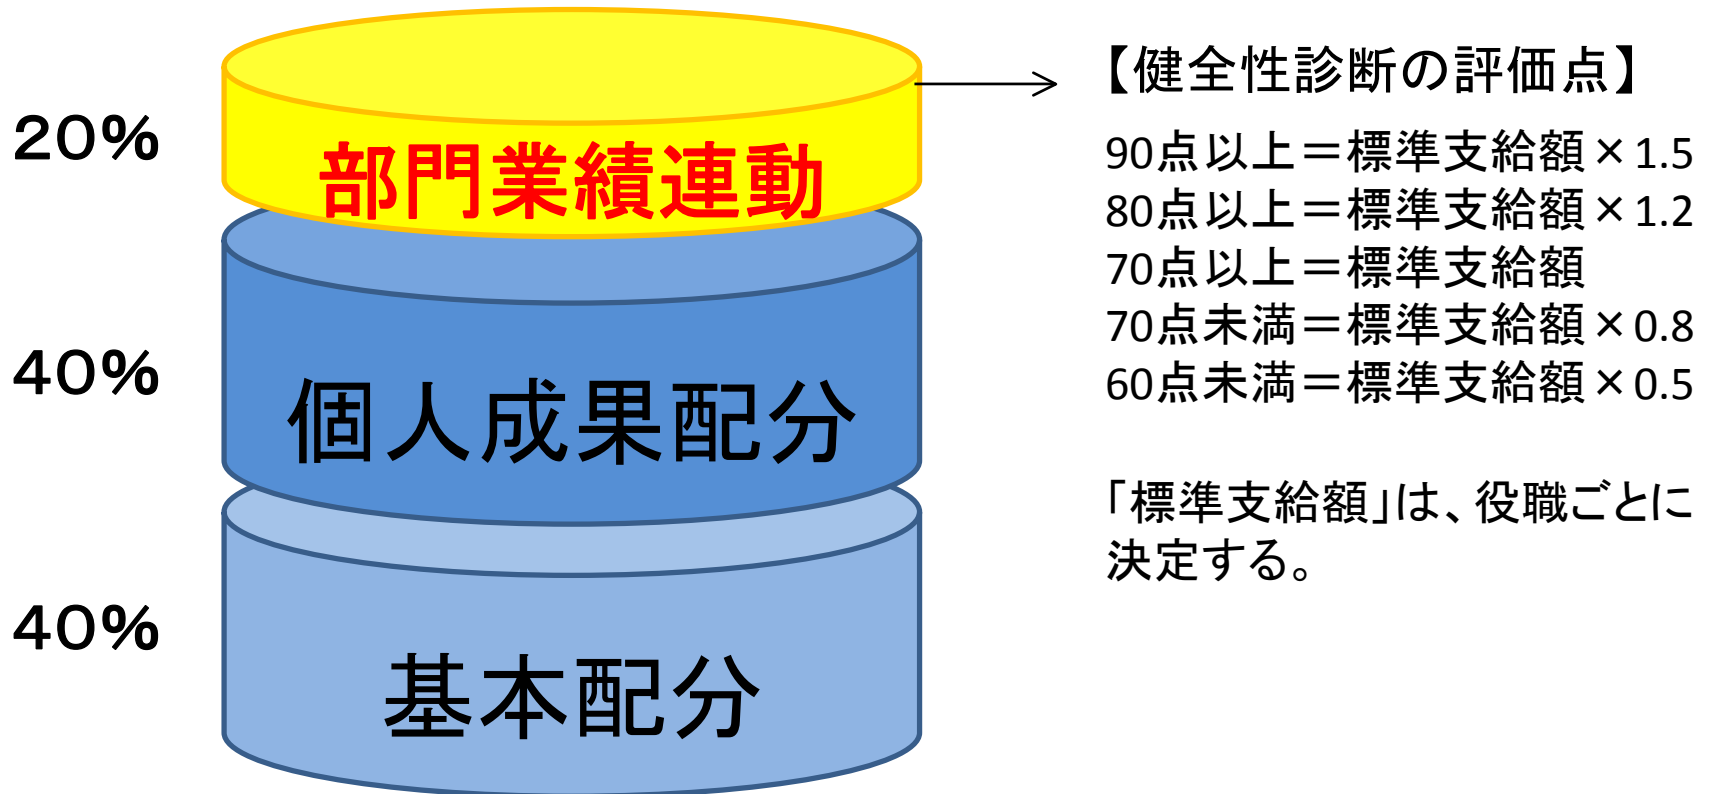 20%
部門業績連動
40%
個人成果配分
40%
基本配分
【健全性診断の評価点】
90点以上＝標準支給額×1.5
80点以上＝標準支給額×1.2
70点以上＝標準支給額
70点未満＝標準支給額×0.8
60点未満＝標準支給額×0.5
「標準支給額」は、役職ごとに
決定する。